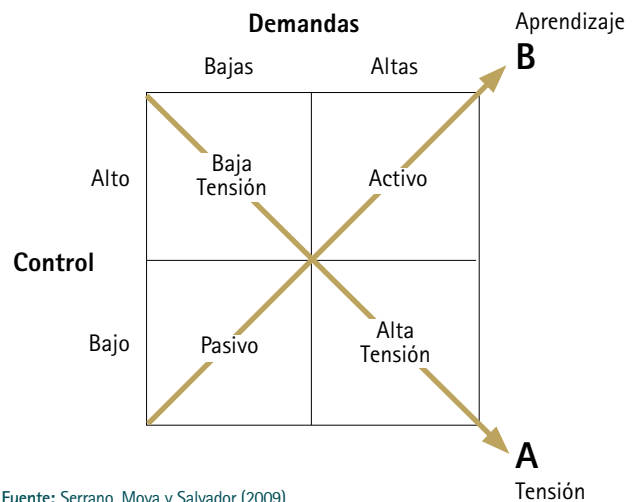 Demandas
Aprendizaje
B
Bajas
Altas
Alto
Baja
Tensión
Activo
Control
Bajo
Pasivo
Alta
Tensión
A
Tensión
Fuente: Serrano, Moya y Salvador (2009)